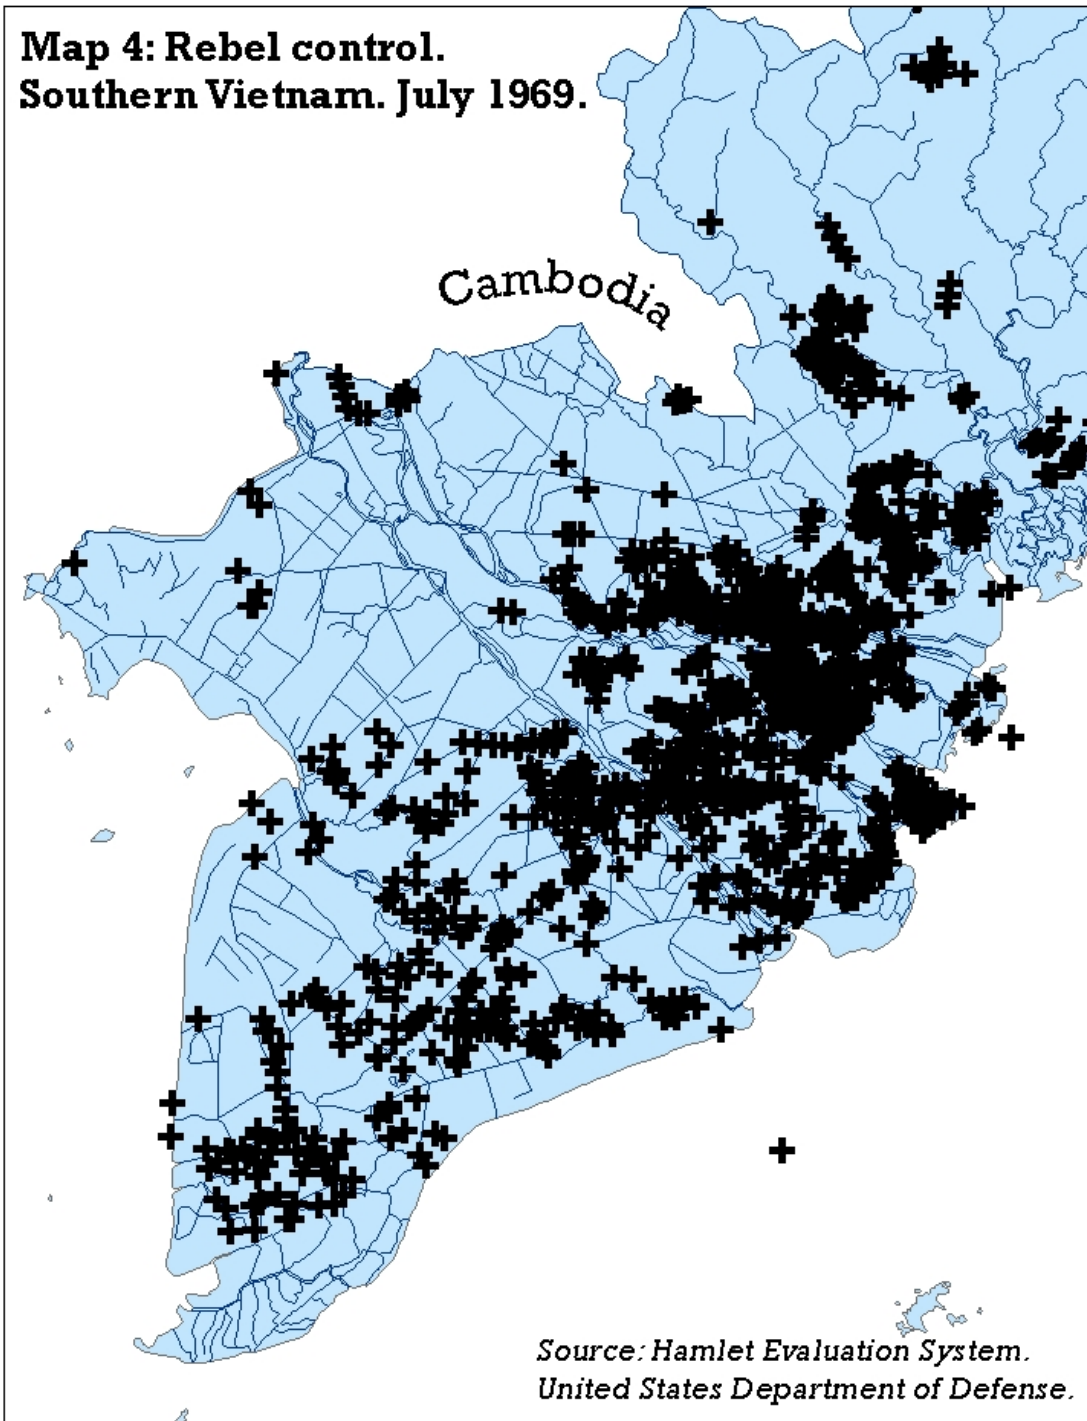 Map 4: Rebel control.
Southern Vietnam. July 1969.
Cambodia
Source: Hamlet Evaluation System.
United States Department of Defense.